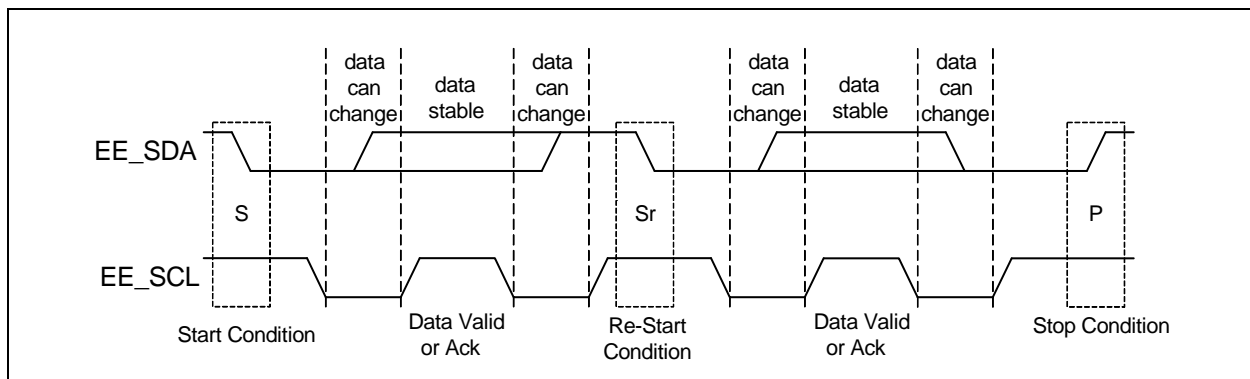 data
can
change
data
stable
data
can
change
data
can
change
data
stable
data
can
change
EE_SDA
S
Sr
P
EE_SCL
Start Condition
Data Valid
or Ack
Re-Start
Condition
Data Valid
or Ack
Stop Condition